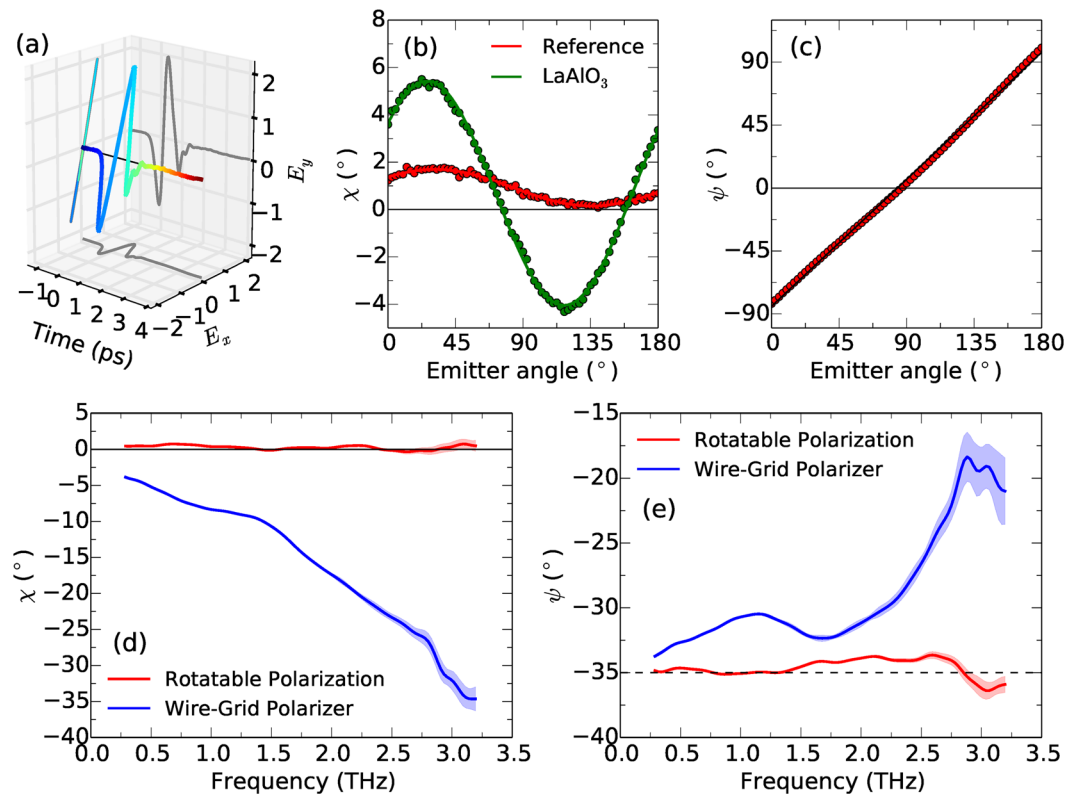 (a)
2
1
0
−1
−2
E_y
−1 0 1 2 3 4
Time (ps)
−2 −1 0 1 2
E_x
(b)
Reference
LaAlO₃
8
6
4
2
0
−2
−4
χ (°)
0 45 90 135 180
Emitter angle (°)
(c)
90
45
0
−45
−90
ψ (°)
0 45 90 135 180
Emitter angle (°)
5
0
−5
−10
−15
−20
−25
−30
−35
−40
χ (°)
(d)
Rotatable Polarization
Wire-Grid Polarizer
0.0 0.5 1.0 1.5 2.0 2.5 3.0 3.5
Frequency (THz)
−15
−20
−25
−30
−35
−40
ψ (°)
Rotatable Polarization
Wire-Grid Polarizer
(e)
0.0 0.5 1.0 1.5 2.0 2.5 3.0 3.5
Frequency (THz)